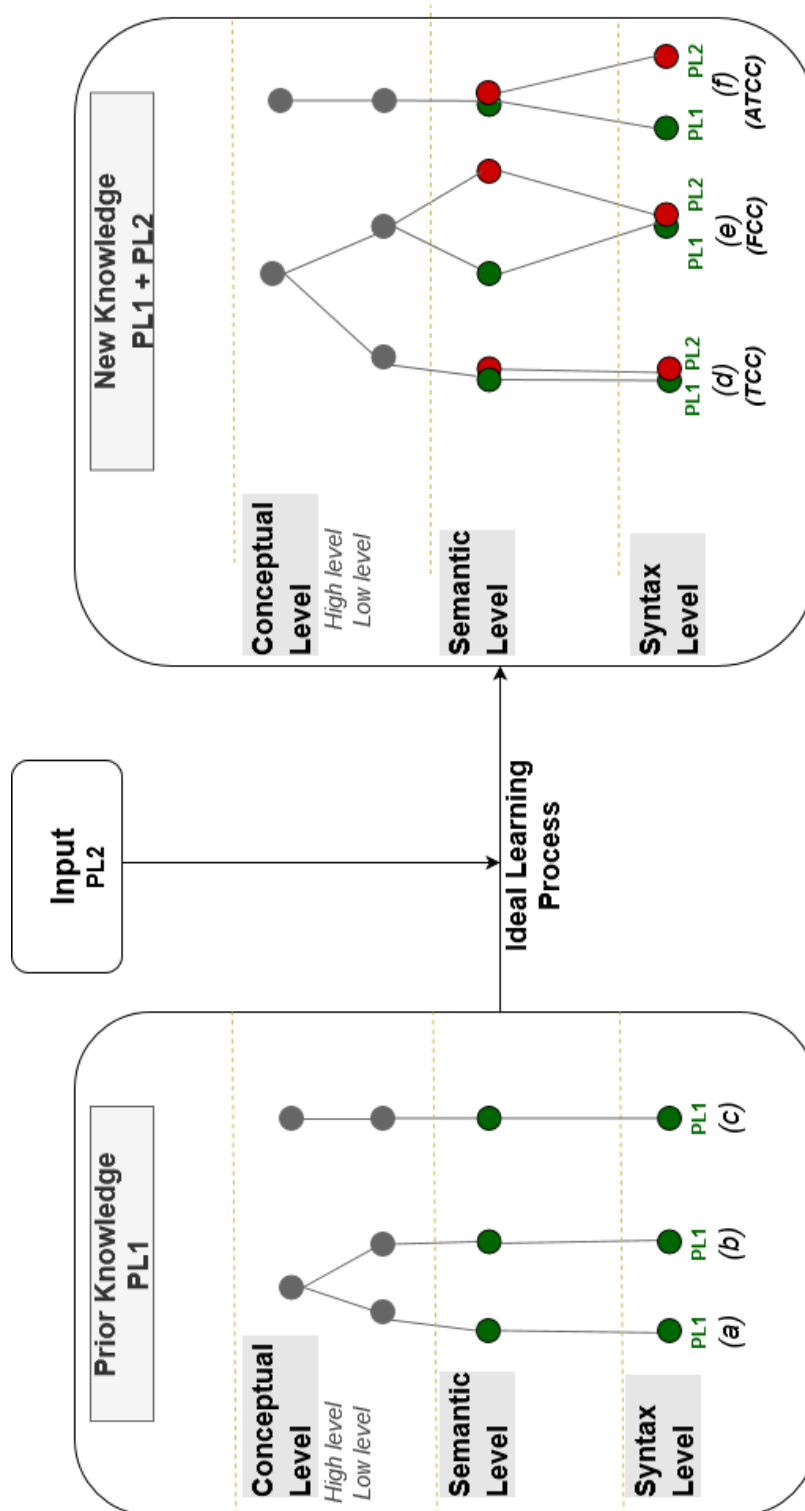 Prior Knowledge
PL1
Conceptual
Level
High level
Low level
Semantic
Level
Syntax
Level
PL1
PL1
PL1
(a)
(b)
(c)
Input
PL2
Ideal Learning
Process
New Knowledge
PL1 + PL2
Conceptual
Level
High level
Low level
Semantic
Level
Syntax
Level
PL1 PL2
PL1 PL2
PL1 PL2
(d)
(TCC)
(e)
(FCC)
(f)
(ATCC)